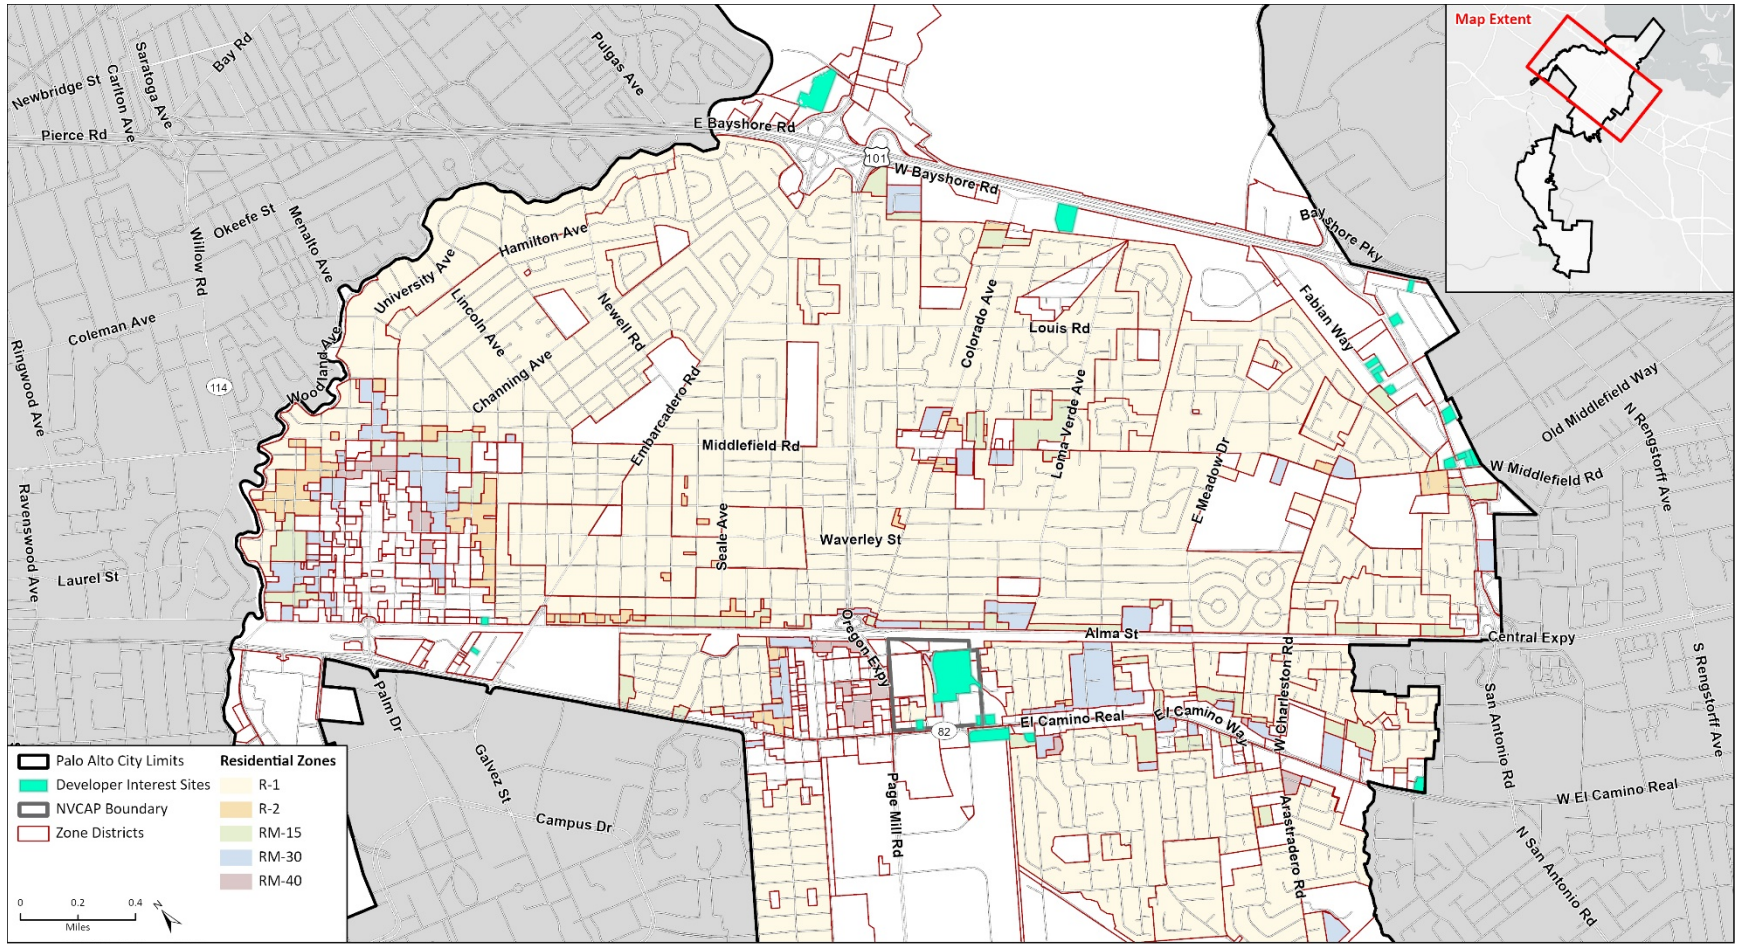 Map Extent
Newbridge St
Carlton Ave
Saratoga Ave
Bay Rd
Pulgas Ave
Pierce Rd
E Bayshore Rd
101
W Bayshore Rd
Bayshore Pky
Okeefe St
Menalto Ave
Willow Rd
Hamilton Ave
University Ave
Lincoln Ave
Newell Rd
Channing Ave
Coleman Ave
Woodland Ave
Ringwood Ave
114
Embarcadero Rd
Colorado Ave
Louis Rd
Fabian Way
Loma Verde Ave
Middlefield Rd
E Meadow Dr
Old Middlefield Way
N Rengstorff Ave
W Middlefield Rd
Ravenswood Ave
Laurel St
Seale Ave
Waverley St
Oregon Expy
Alma St
Central Expy
W Charleston Rd
San Antonio Rd
S Rengstorff Ave
Palm Dr
Galvez St
Campus Dr
82
El Camino Real
El Camino Way
Page Mill Rd
Arastradero Rd
W El Camino Real
N San Antonio Rd
Palo Alto City Limits
Developer Interest Sites
NVCAP Boundary
Zone Districts
Residential Zones
R-1
R-2
RM-15
RM-30
RM-40
0 0.2 0.4
Miles
N